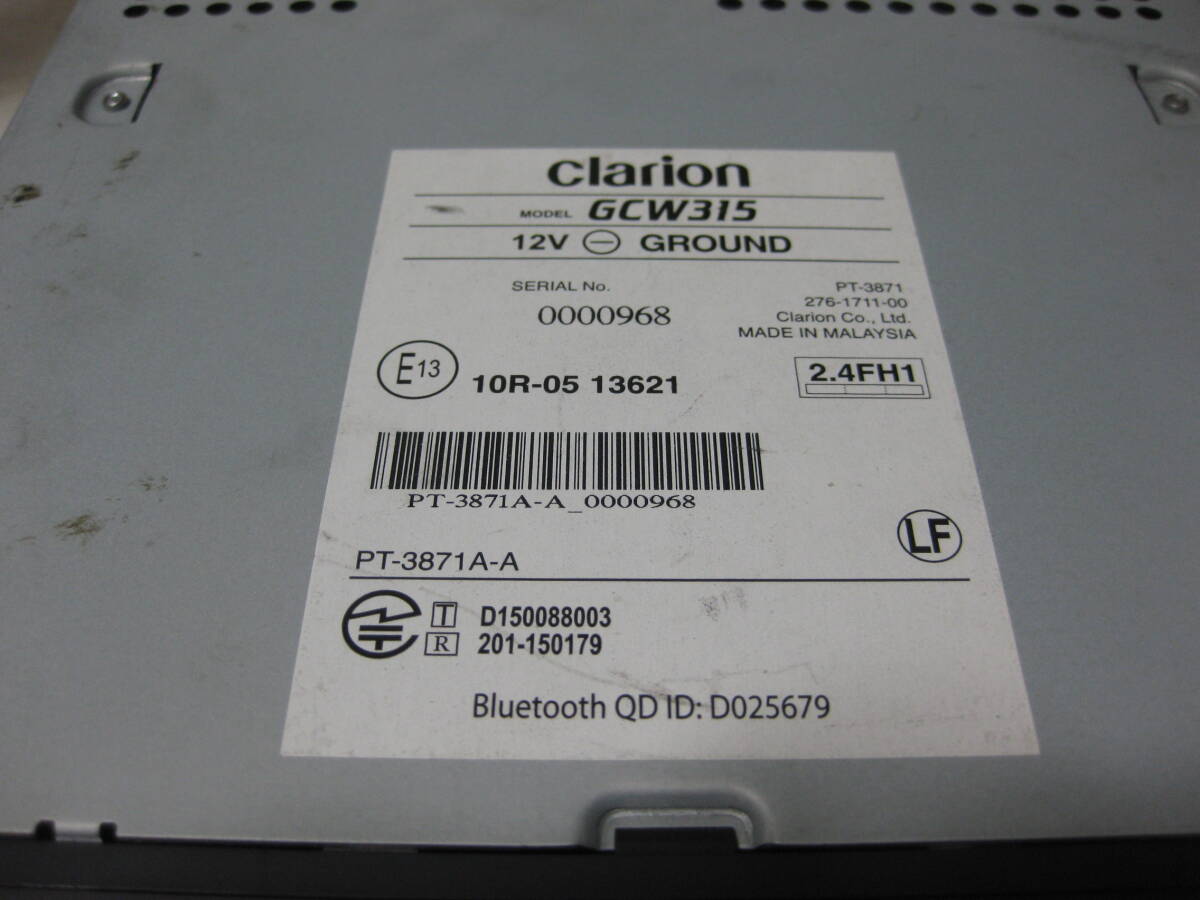 clarion
MODEL GCW315
12V ⊖ GROUND
SERIAL No.
0000968
PT-3871
276-1711-00
Clarion Co., Ltd.
MADE IN MALAYSIA
E13 10R-05 13621
2.4FH1
PT-3871A-A_0000968
LF
PT-3871A-A
T D150088003
R 201-150179
Bluetooth QD ID: D025679